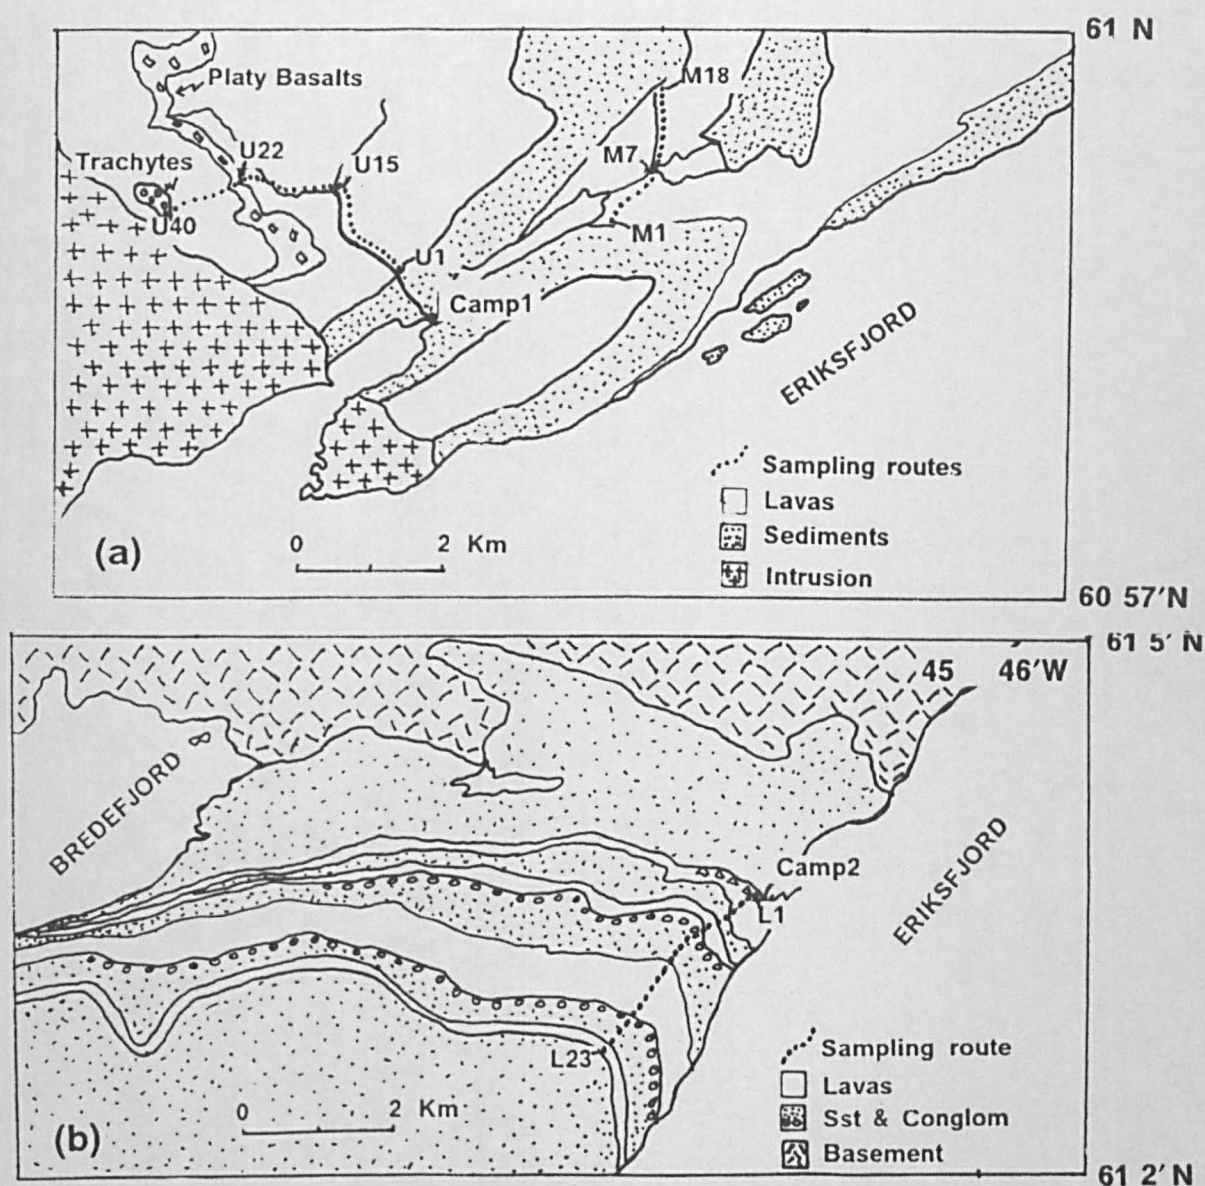 61 N
M18
Platy Basalts
Trachytes
U22
U15
M7
U40
M1
U1
Camp1
ERIKSFJORD
Sampling routes
Lavas
Sediments
Intrusion
(a)
0 2 Km
60 57'N
61 5' N
45 46'W
BREDEFJORD
Camp2
L1
ERIKSFJORD
L23
Sampling route
Lavas
Sst & Conglom
Basement
0 2 Km
(b)
61 2' N